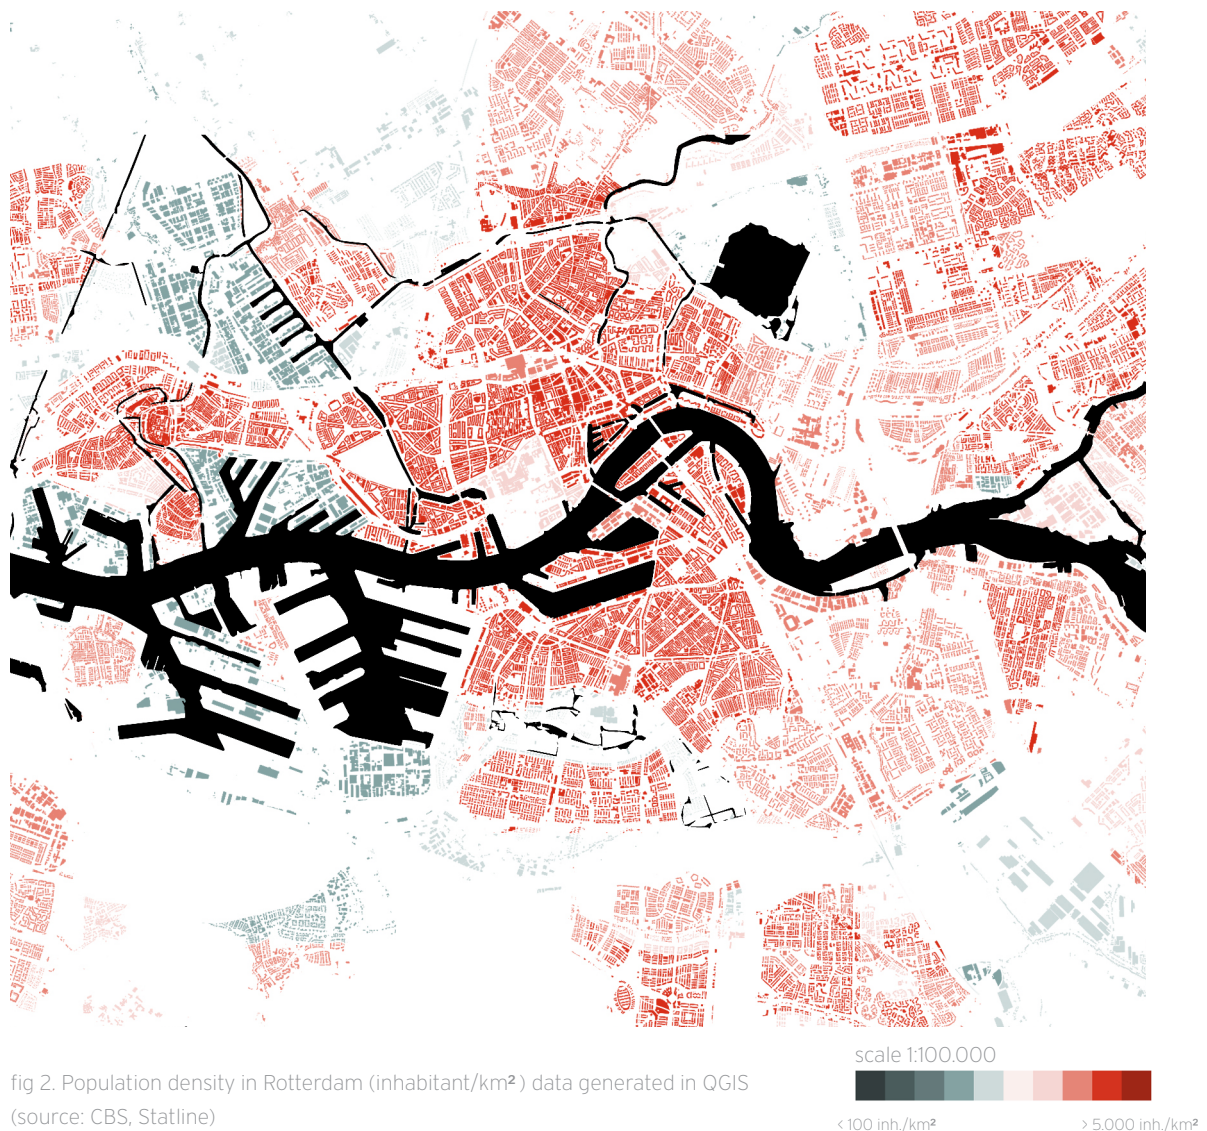 scale 1:100.000
fig 2. Population density in Rotterdam (inhabitant/km²) data generated in QGIS
(source: CBS, Statline)
< 100 inh./km² > 5.000 inh./km²